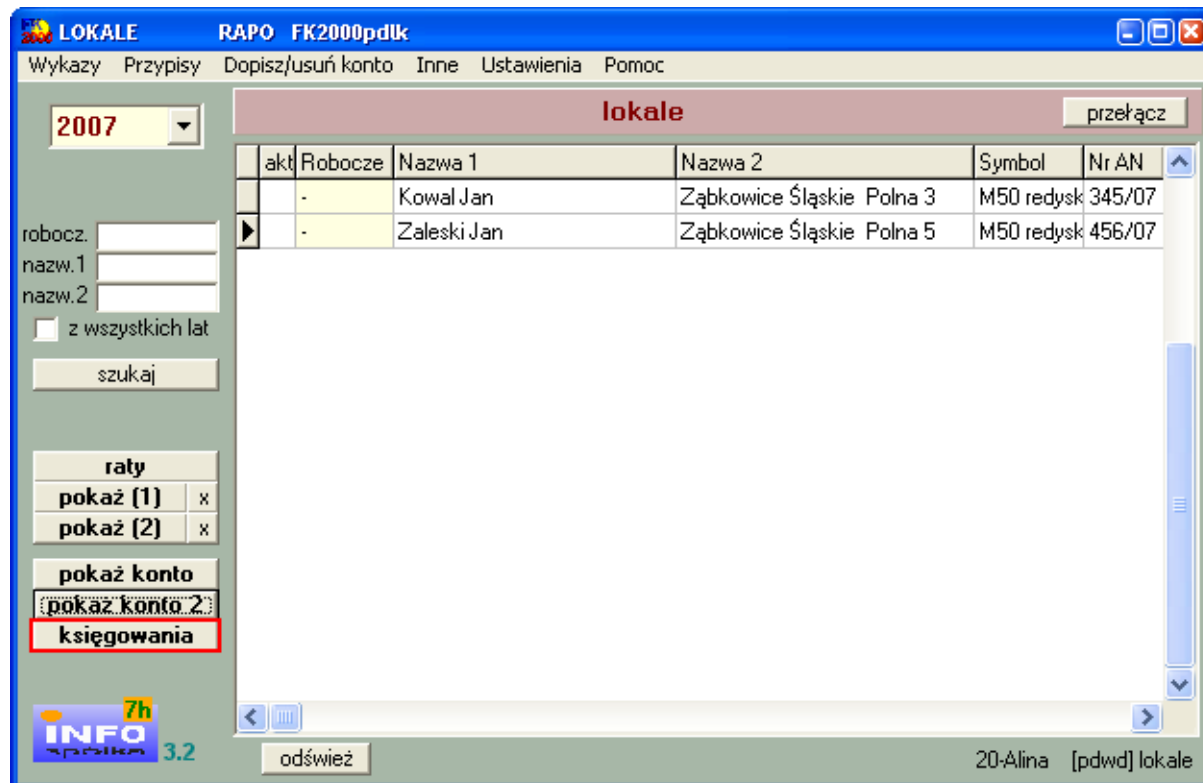 FK 2000 LOKALE RAPO FK2000pdlk
Wykazy Przypisy Dopisz/usuń konto Inne Ustawienia Pomoc
2007
lokale
przełącz
akt Robocze Nazwa 1 Nazwa 2 Symbol Nr AN
- Kowal Jan Ząbkowice Śląskie Polna 3 M50 redysk 345/07
- Zaleski Jan Ząbkowice Śląskie Polna 5 M50 redysk 456/07
robocz.
nazw.1
nazw.2
z wszystkich lat
szukaj
raty
pokaż (1) x
pokaż (2) x
pokaż konto
pokaż konto 2
księgowania
7h
INFO
3.2
odśwież
20-Alina [pdwd] lokale